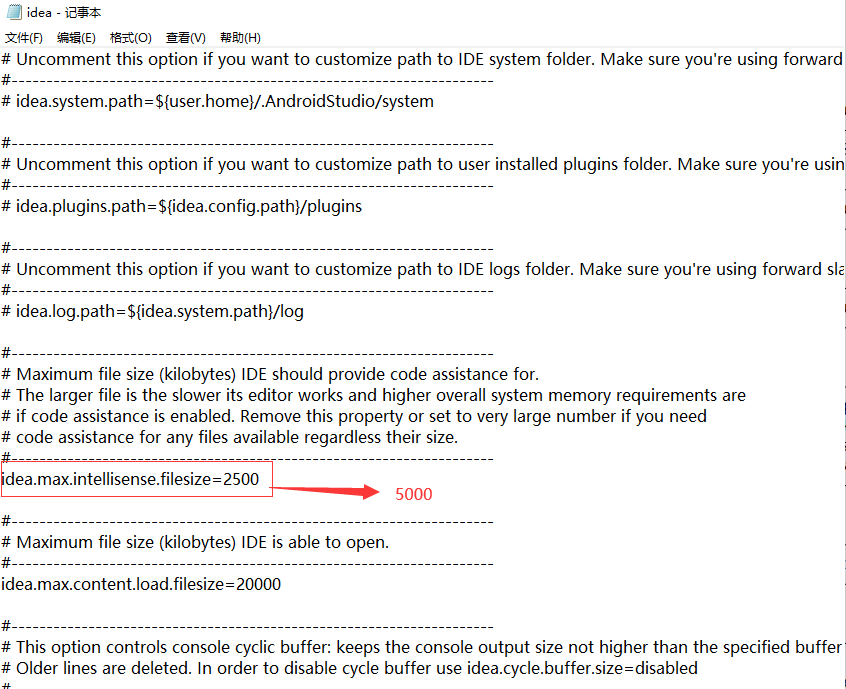 idea - 记事本
文件(F) 编辑(E) 格式(O) 查看(V) 帮助(H)
# Uncomment this option if you want to customize path to IDE system folder. Make sure you're using forward
#-----------------------------------------------------------------------
# idea.system.path=${user.home}/.AndroidStudio/system
#-----------------------------------------------------------------------
# Uncomment this option if you want to customize path to user installed plugins folder. Make sure you're usin
#-----------------------------------------------------------------------
# idea.plugins.path=${idea.config.path}/plugins
#-----------------------------------------------------------------------
# Uncomment this option if you want to customize path to IDE logs folder. Make sure you're using forward sla
#-----------------------------------------------------------------------
# idea.log.path=${idea.system.path}/log
#-----------------------------------------------------------------------
# Maximum file size (kilobytes) IDE should provide code assistance for.
# The larger file is the slower its editor works and higher overall system memory requirements are
# if code assistance is enabled. Remove this property or set to very large number if you need
# code assistance for any files available regardless their size.
#-----------------------------------------------------------------------
idea.max.intellisense.filesize=2500
5000
#-----------------------------------------------------------------------
# Maximum file size (kilobytes) IDE is able to open.
#-----------------------------------------------------------------------
idea.max.content.load.filesize=20000
#-----------------------------------------------------------------------
# This option controls console cyclic buffer: keeps the console output size not higher than the specified buffer
# Older lines are deleted. In order to disable cycle buffer use idea.cycle.buffer.size=disabled